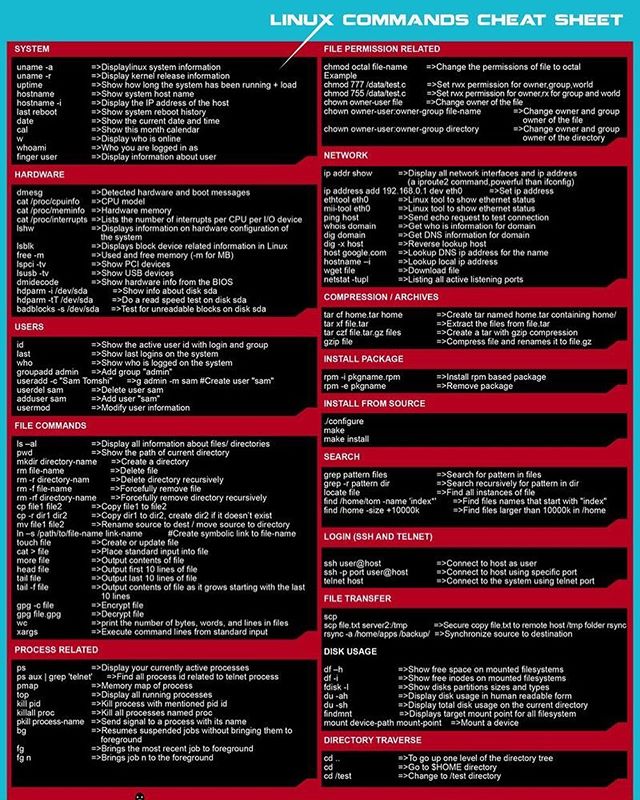 LINUX COMMANDS CHEAT SHEET
SYSTEM
uname -a =>Displaylinux system information
uname -r =>Display kernel release information
uptime =>Show how long the system has been running + load
hostname =>Show system host name
hostname -i =>Display the IP address of the host
last reboot =>Show system reboot history
date =>Show the current date and time
cal =>Show this month calendar
w =>Display who is online
whoami =>Who you are logged in as
finger user =>Display information about user
HARDWARE
dmesg =>Detected hardware and boot messages
cat /proc/cpuinfo =>CPU model
cat /proc/meminfo =>Hardware memory
cat /proc/interrupts =>Lists the number of interrupts per CPU per I/O device
lshw =>Displays information on hardware configuration of
the system
lsblk =>Displays block device related information in Linux
free -m =>Used and free memory (-m for MB)
lspci -tv =>Show PCI devices
lsusb -tv =>Show USB devices
dmidecode =>Show hardware info from the BIOS
hdparm -i /dev/sda =>Show info about disk sda
hdparm -tT /dev/sda =>Do a read speed test on disk sda
badblocks -s /dev/sda =>Test for unreadable blocks on disk sda
USERS
id =>Show the active user id with login and group
last =>Show last logins on the system
who =>Show who is logged on the system
groupadd admin =>Add group "admin"
useradd -c "Sam Tomshi" =>g admin -m sam #Create user "sam"
userdel sam =>Delete user sam
adduser sam =>Add user "sam"
usermod =>Modify user information
FILE COMMANDS
ls –al =>Display all information about files/ directories
pwd =>Show the path of current directory
mkdir directory-name =>Create a directory
rm file-name =>Delete file
rm -r directory-nam =>Delete directory recursively
rm -f file-name =>Forcefully remove file
rm -rf directory-name =>Forcefully remove directory recursively
cp file1 file2 =>Copy file1 to file2
cp -r dir1 dir2 =>Copy dir1 to dir2, create dir2 if it doesn't exist
mv file1 file2 =>Rename source to dest / move source to directory
ln –s /path/to/file-name link-name #Create symbolic link to file-name
touch file =>Create or update file
cat > file =>Place standard input into file
more file =>Output contents of file
head file =>Output first 10 lines of file
tail file =>Output last 10 lines of file
tail -f file =>Output contents of file as it grows starting with the last
10 lines
gpg -c file =>Encrypt file
gpg file.gpg =>Decrypt file
wc =>print the number of bytes, words, and lines in files
xargs =>Execute command lines from standard input
PROCESS RELATED
ps =>Display your currently active processes
ps aux | grep 'telnet' =>Find all process id related to telnet process
pmap =>Memory map of process
top =>Display all running processes
kill pid =>Kill process with mentioned pid id
killall proc =>Kill all processes named proc
pkill process-name =>Send signal to a process with its name
bg =>Resumes suspended jobs without bringing them to
foreground
fg =>Brings the most recent job to foreground
fg n =>Brings job n to the foreground
FILE PERMISSION RELATED
chmod octal file-name =>Change the permissions of file to octal
Example
chmod 777 /data/test.c =>Set rwx permission for owner,group,world
chmod 755 /data/test.c =>Set rwx permission for owner,rx for group and world
chown owner-user file =>Change owner of the file
chown owner-user:owner-group file-name =>Change owner and group
owner of the file
chown owner-user:owner-group directory =>Change owner and group
owner of the directory
NETWORK
ip addr show =>Display all network interfaces and ip address
(a iproute2 command,powerful than ifconfig)
ip address add 192.168.0.1 dev eth0 =>Set ip address
ethtool eth0 =>Linux tool to show ethernet status
mii-tool eth0 =>Linux tool to show ethernet status
ping host =>Send echo request to test connection
whois domain =>Get who is information for domain
dig domain =>Get DNS information for domain
dig -x host =>Reverse lookup host
host google.com =>Lookup DNS ip address for the name
hostname –i =>Lookup local ip address
wget file =>Download file
netstat -tupl =>Listing all active listening ports
COMPRESSION / ARCHIVES
tar cf home.tar home =>Create tar named home.tar containing home/
tar xf file.tar =>Extract the files from file.tar
tar czf file.tar.gz files =>Create a tar with gzip compression
gzip file =>Compress file and renames it to file.gz
INSTALL PACKAGE
rpm -i pkgname.rpm =>Install rpm based package
rpm -e pkgname =>Remove package
INSTALL FROM SOURCE
./configure
make
make install
SEARCH
grep pattern files =>Search for pattern in files
grep -r pattern dir =>Search recursively for pattern in dir
locate file =>Find all instances of file
find /home/tom -name 'index*' =>Find files names that start with "index"
find /home -size +10000k =>Find files larger than 10000k in /home
LOGIN (SSH AND TELNET)
ssh user@host =>Connect to host as user
ssh -p port user@host =>Connect to host using specific port
telnet host =>Connect to the system using telnet port
FILE TRANSFER
scp
scp file.txt server2:/tmp =>Secure copy file.txt to remote host /tmp folder rsync
rsync -a /home/apps /backup/ =>Synchronize source to destination
DISK USAGE
df –h =>Show free space on mounted filesystems
df -i =>Show free inodes on mounted filesystems
fdisk -l =>Show disks partitions sizes and types
du -ah =>Display disk usage in human readable form
du -sh =>Display total disk usage on the current directory
findmnt =>Displays target mount point for all filesystem
mount device-path mount-point =>Mount a device
DIRECTORY TRAVERSE
cd .. =>To go up one level of the directory tree
cd =>Go to $HOME directory
cd /test =>Change to /test directory